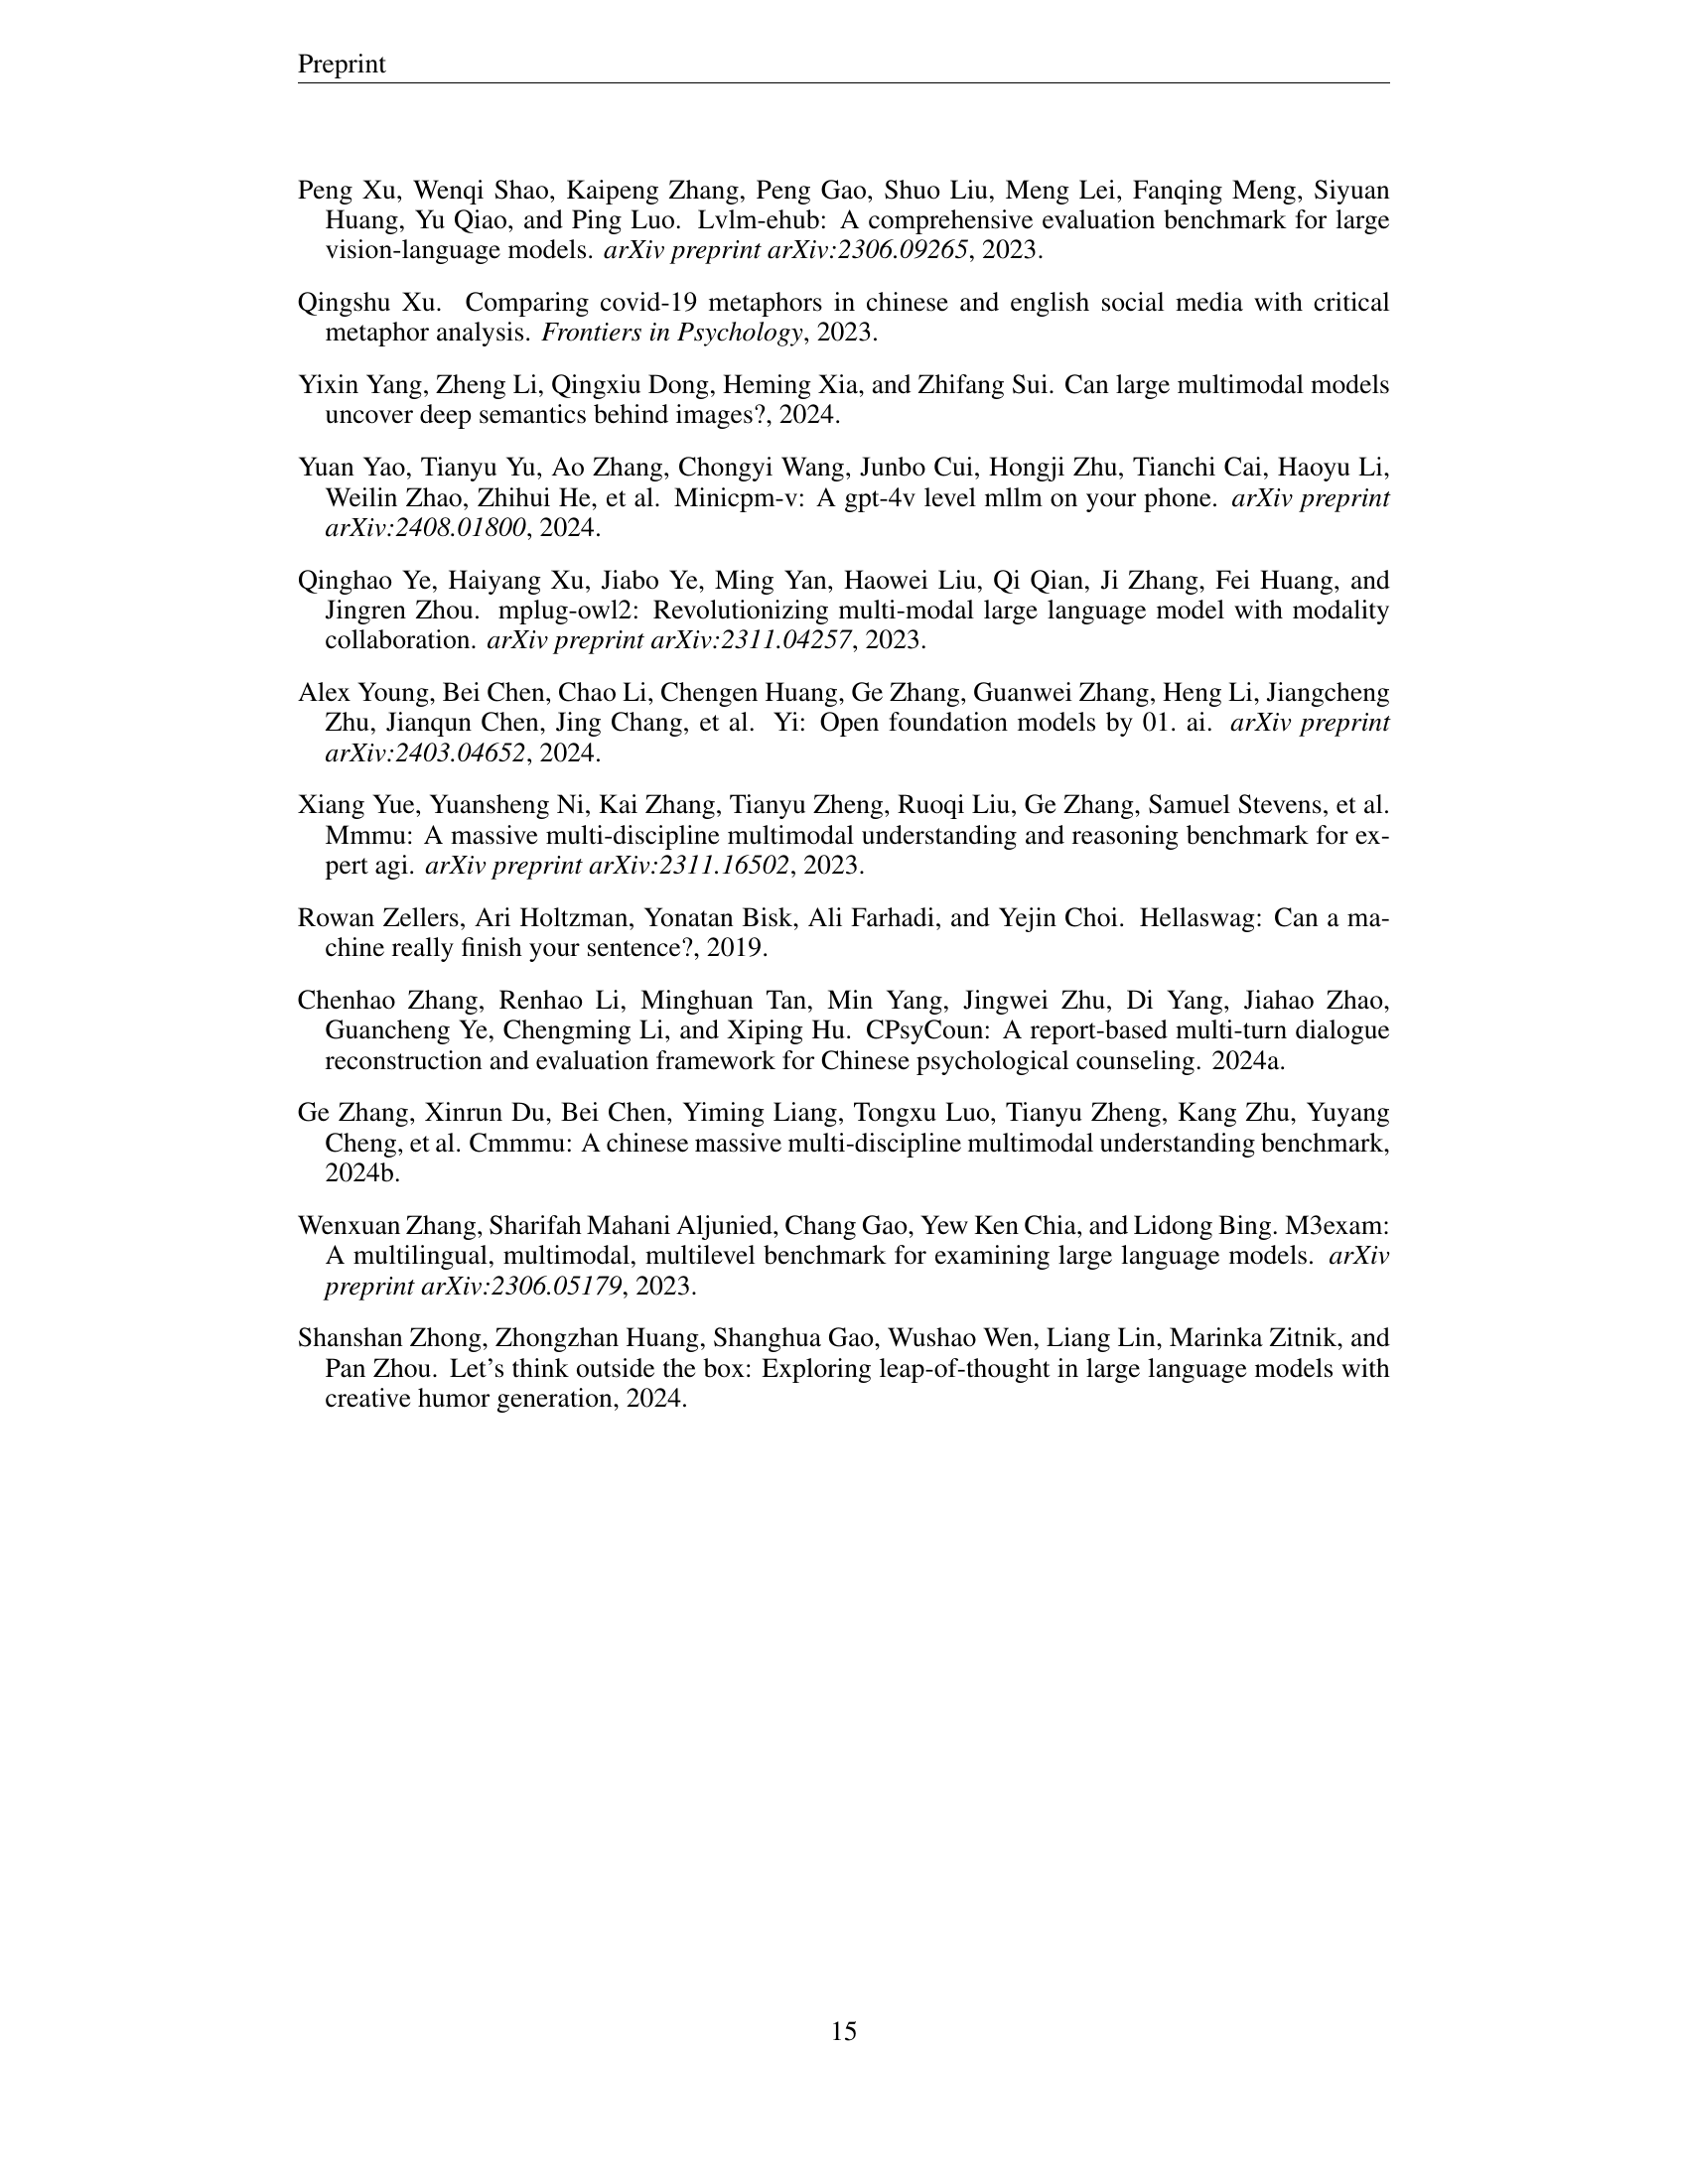 Preprint
Peng Xu, Wenqi Shao, Kaipeng Zhang, Peng Gao, Shuo Liu, Meng Lei, Fanqing Meng, Siyuan
Huang, Yu Qiao, and Ping Luo. Lvlm-ehub: A comprehensive evaluation benchmark for large
vision-language models. arXiv preprint arXiv:2306.09265, 2023.
Qingshu Xu. Comparing covid-19 metaphors in chinese and english social media with critical
metaphor analysis. Frontiers in Psychology, 2023.
Yixin Yang, Zheng Li, Qingxiu Dong, Heming Xia, and Zhifang Sui. Can large multimodal models
uncover deep semantics behind images?, 2024.
Yuan Yao, Tianyu Yu, Ao Zhang, Chongyi Wang, Junbo Cui, Hongji Zhu, Tianchi Cai, Haoyu Li,
Weilin Zhao, Zhihui He, et al. Minicpm-v: A gpt-4v level mllm on your phone. arXiv preprint
arXiv:2408.01800, 2024.
Qinghao Ye, Haiyang Xu, Jiabo Ye, Ming Yan, Haowei Liu, Qi Qian, Ji Zhang, Fei Huang, and
Jingren Zhou. mplug-owl2: Revolutionizing multi-modal large language model with modality
collaboration. arXiv preprint arXiv:2311.04257, 2023.
Alex Young, Bei Chen, Chao Li, Chengen Huang, Ge Zhang, Guanwei Zhang, Heng Li, Jiangcheng
Zhu, Jianqun Chen, Jing Chang, et al. Yi: Open foundation models by 01. ai. arXiv preprint
arXiv:2403.04652, 2024.
Xiang Yue, Yuansheng Ni, Kai Zhang, Tianyu Zheng, Ruoqi Liu, Ge Zhang, Samuel Stevens, et al.
Mmmu: A massive multi-discipline multimodal understanding and reasoning benchmark for ex-
pert agi. arXiv preprint arXiv:2311.16502, 2023.
Rowan Zellers, Ari Holtzman, Yonatan Bisk, Ali Farhadi, and Yejin Choi. Hellaswag: Can a ma-
chine really finish your sentence?, 2019.
Chenhao Zhang, Renhao Li, Minghuan Tan, Min Yang, Jingwei Zhu, Di Yang, Jiahao Zhao,
Guancheng Ye, Chengming Li, and Xiping Hu. CPsyCoun: A report-based multi-turn dialogue
reconstruction and evaluation framework for Chinese psychological counseling. 2024a.
Ge Zhang, Xinrun Du, Bei Chen, Yiming Liang, Tongxu Luo, Tianyu Zheng, Kang Zhu, Yuyang
Cheng, et al. Cmmmu: A chinese massive multi-discipline multimodal understanding benchmark,
2024b.
Wenxuan Zhang, Sharifah Mahani Aljunied, Chang Gao, Yew Ken Chia, and Lidong Bing. M3exam:
A multilingual, multimodal, multilevel benchmark for examining large language models. arXiv
preprint arXiv:2306.05179, 2023.
Shanshan Zhong, Zhongzhan Huang, Shanghua Gao, Wushao Wen, Liang Lin, Marinka Zitnik, and
Pan Zhou. Let's think outside the box: Exploring leap-of-thought in large language models with
creative humor generation, 2024.
15